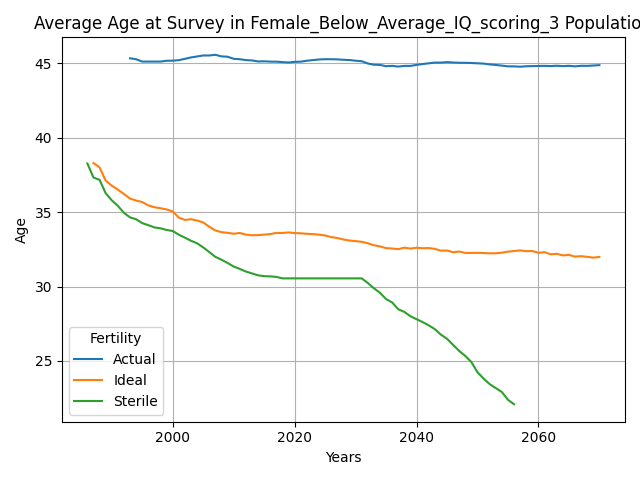 Average Age at Survey in Female_Below_Average_IQ_scoring_3 Populatio
45
40
35
30
25
Age
Fertility
Actual
Ideal
Sterile
2000
2020
2040
2060
Years